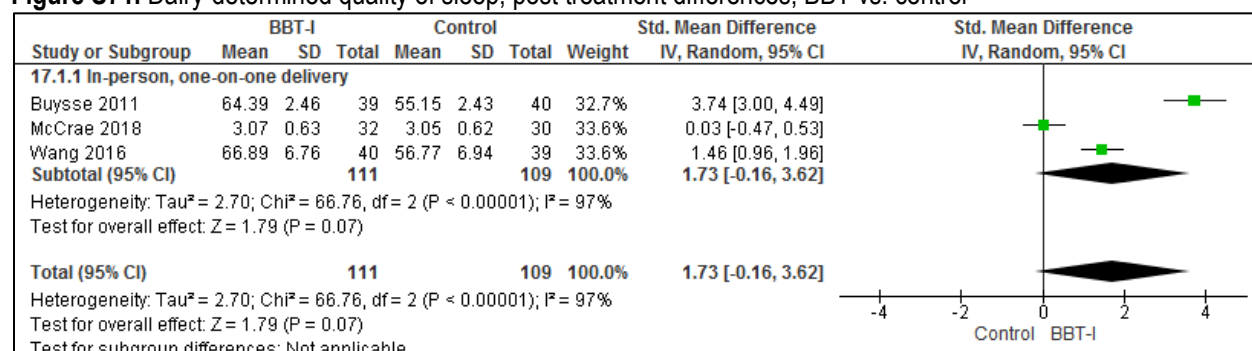 Figure S71. Diary-determined quality of sleep, post treatment differences, BBT vs. control
BBT-I Control Std. Mean Difference Std. Mean Difference
Study or Subgroup Mean SD Total Mean SD Total Weight IV, Random, 95% CI IV, Random, 95% CI
17.1.1 In-person, one-on-one delivery
Buysse 2011 64.39 2.46 39 55.15 2.43 40 32.7% 3.74 [3.00, 4.49]
McCrae 2018 3.07 0.63 32 3.05 0.62 30 33.6% 0.03 [-0.47, 0.53]
Wang 2016 66.89 6.76 40 56.77 6.94 39 33.6% 1.46 [0.96, 1.96]
Subtotal (95% CI) 111 109 100.0% 1.73 [-0.16, 3.62]
Heterogeneity: Tau² = 2.70; Chi² = 66.76, df = 2 (P < 0.00001); I² = 97%
Test for overall effect: Z = 1.79 (P = 0.07)
Total (95% CI) 111 109 100.0% 1.73 [-0.16, 3.62]
Heterogeneity: Tau² = 2.70; Chi² = 66.76, df = 2 (P < 0.00001); I² = 97%
Test for overall effect: Z = 1.79 (P = 0.07)
Test for subgroup differences: Not applicable
-4 -2 0 2 4
Control BBT-I